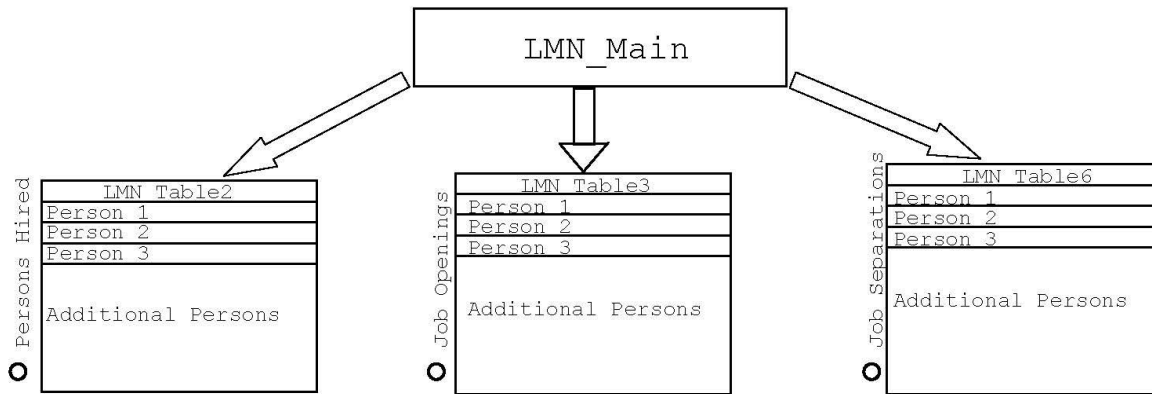 LMN_Main
Persons Hired
LMN Table2
Person 1
Person 2
Person 3
Additional Persons
Job Openings
LMN Table3
Person 1
Person 2
Person 3
Additional Persons
Job Separations
LMN Table6
Person 1
Person 2
Person 3
Additional Persons